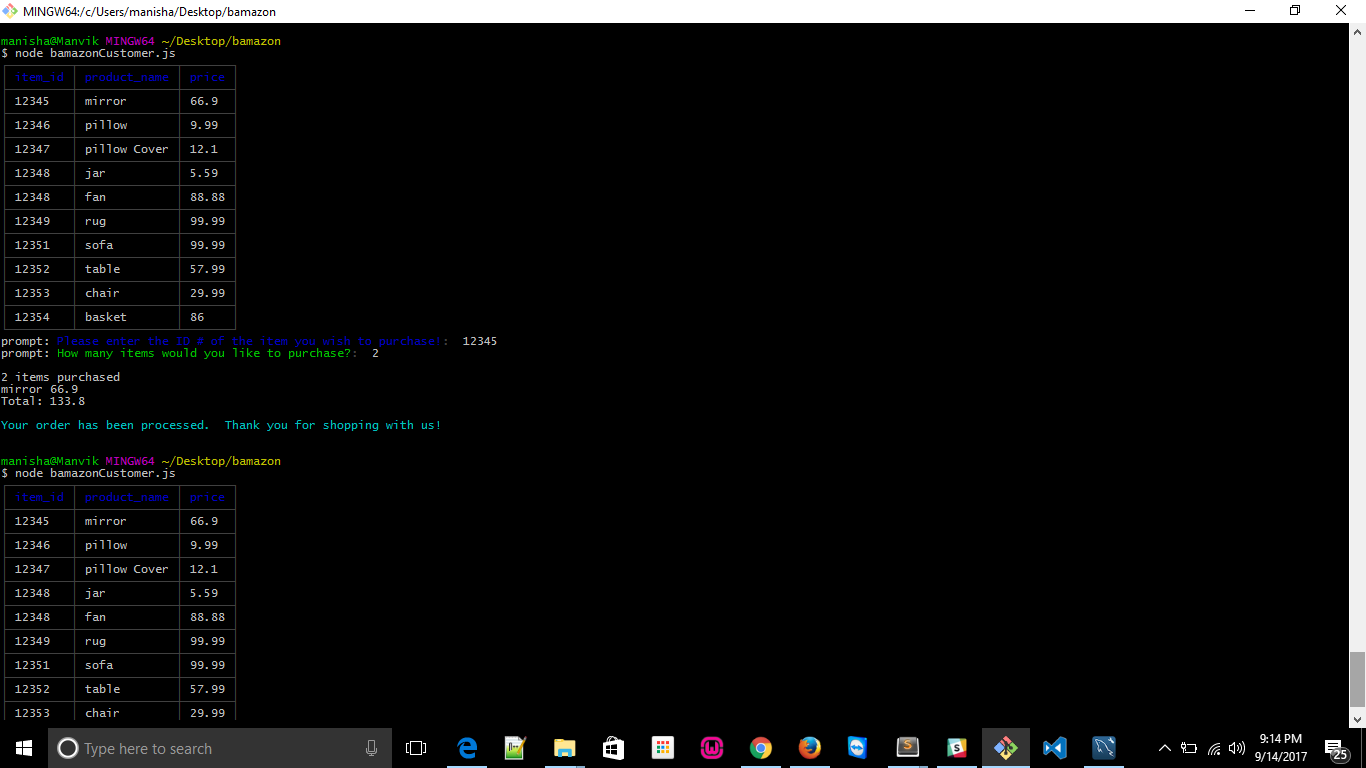 MINGW64:/c/Users/manisha/Desktop/bamazon
manisha@Manvik MINGW64 ~/Desktop/bamazon
$ node bamazonCustomer.js
item_id product_name price
12345 mirror 66.9
12346 pillow 9.99
12347 pillow Cover 12.1
12348 jar 5.59
12348 fan 88.88
12349 rug 99.99
12351 sofa 99.99
12352 table 57.99
12353 chair 29.99
12354 basket 86
prompt: Please enter the ID # of the item you wish to purchase!: 12345
prompt: How many items would you like to purchase?: 2
2 items purchased
mirror 66.9
Total: 133.8
Your order has been processed. Thank you for shopping with us!
manisha@Manvik MINGW64 ~/Desktop/bamazon
$ node bamazonCustomer.js
item_id product_name price
12345 mirror 66.9
12346 pillow 9.99
12347 pillow Cover 12.1
12348 jar 5.59
12348 fan 88.88
12349 rug 99.99
12351 sofa 99.99
12352 table 57.99
12353 chair 29.99
Type here to search
9:14 PM
9/14/2017
25